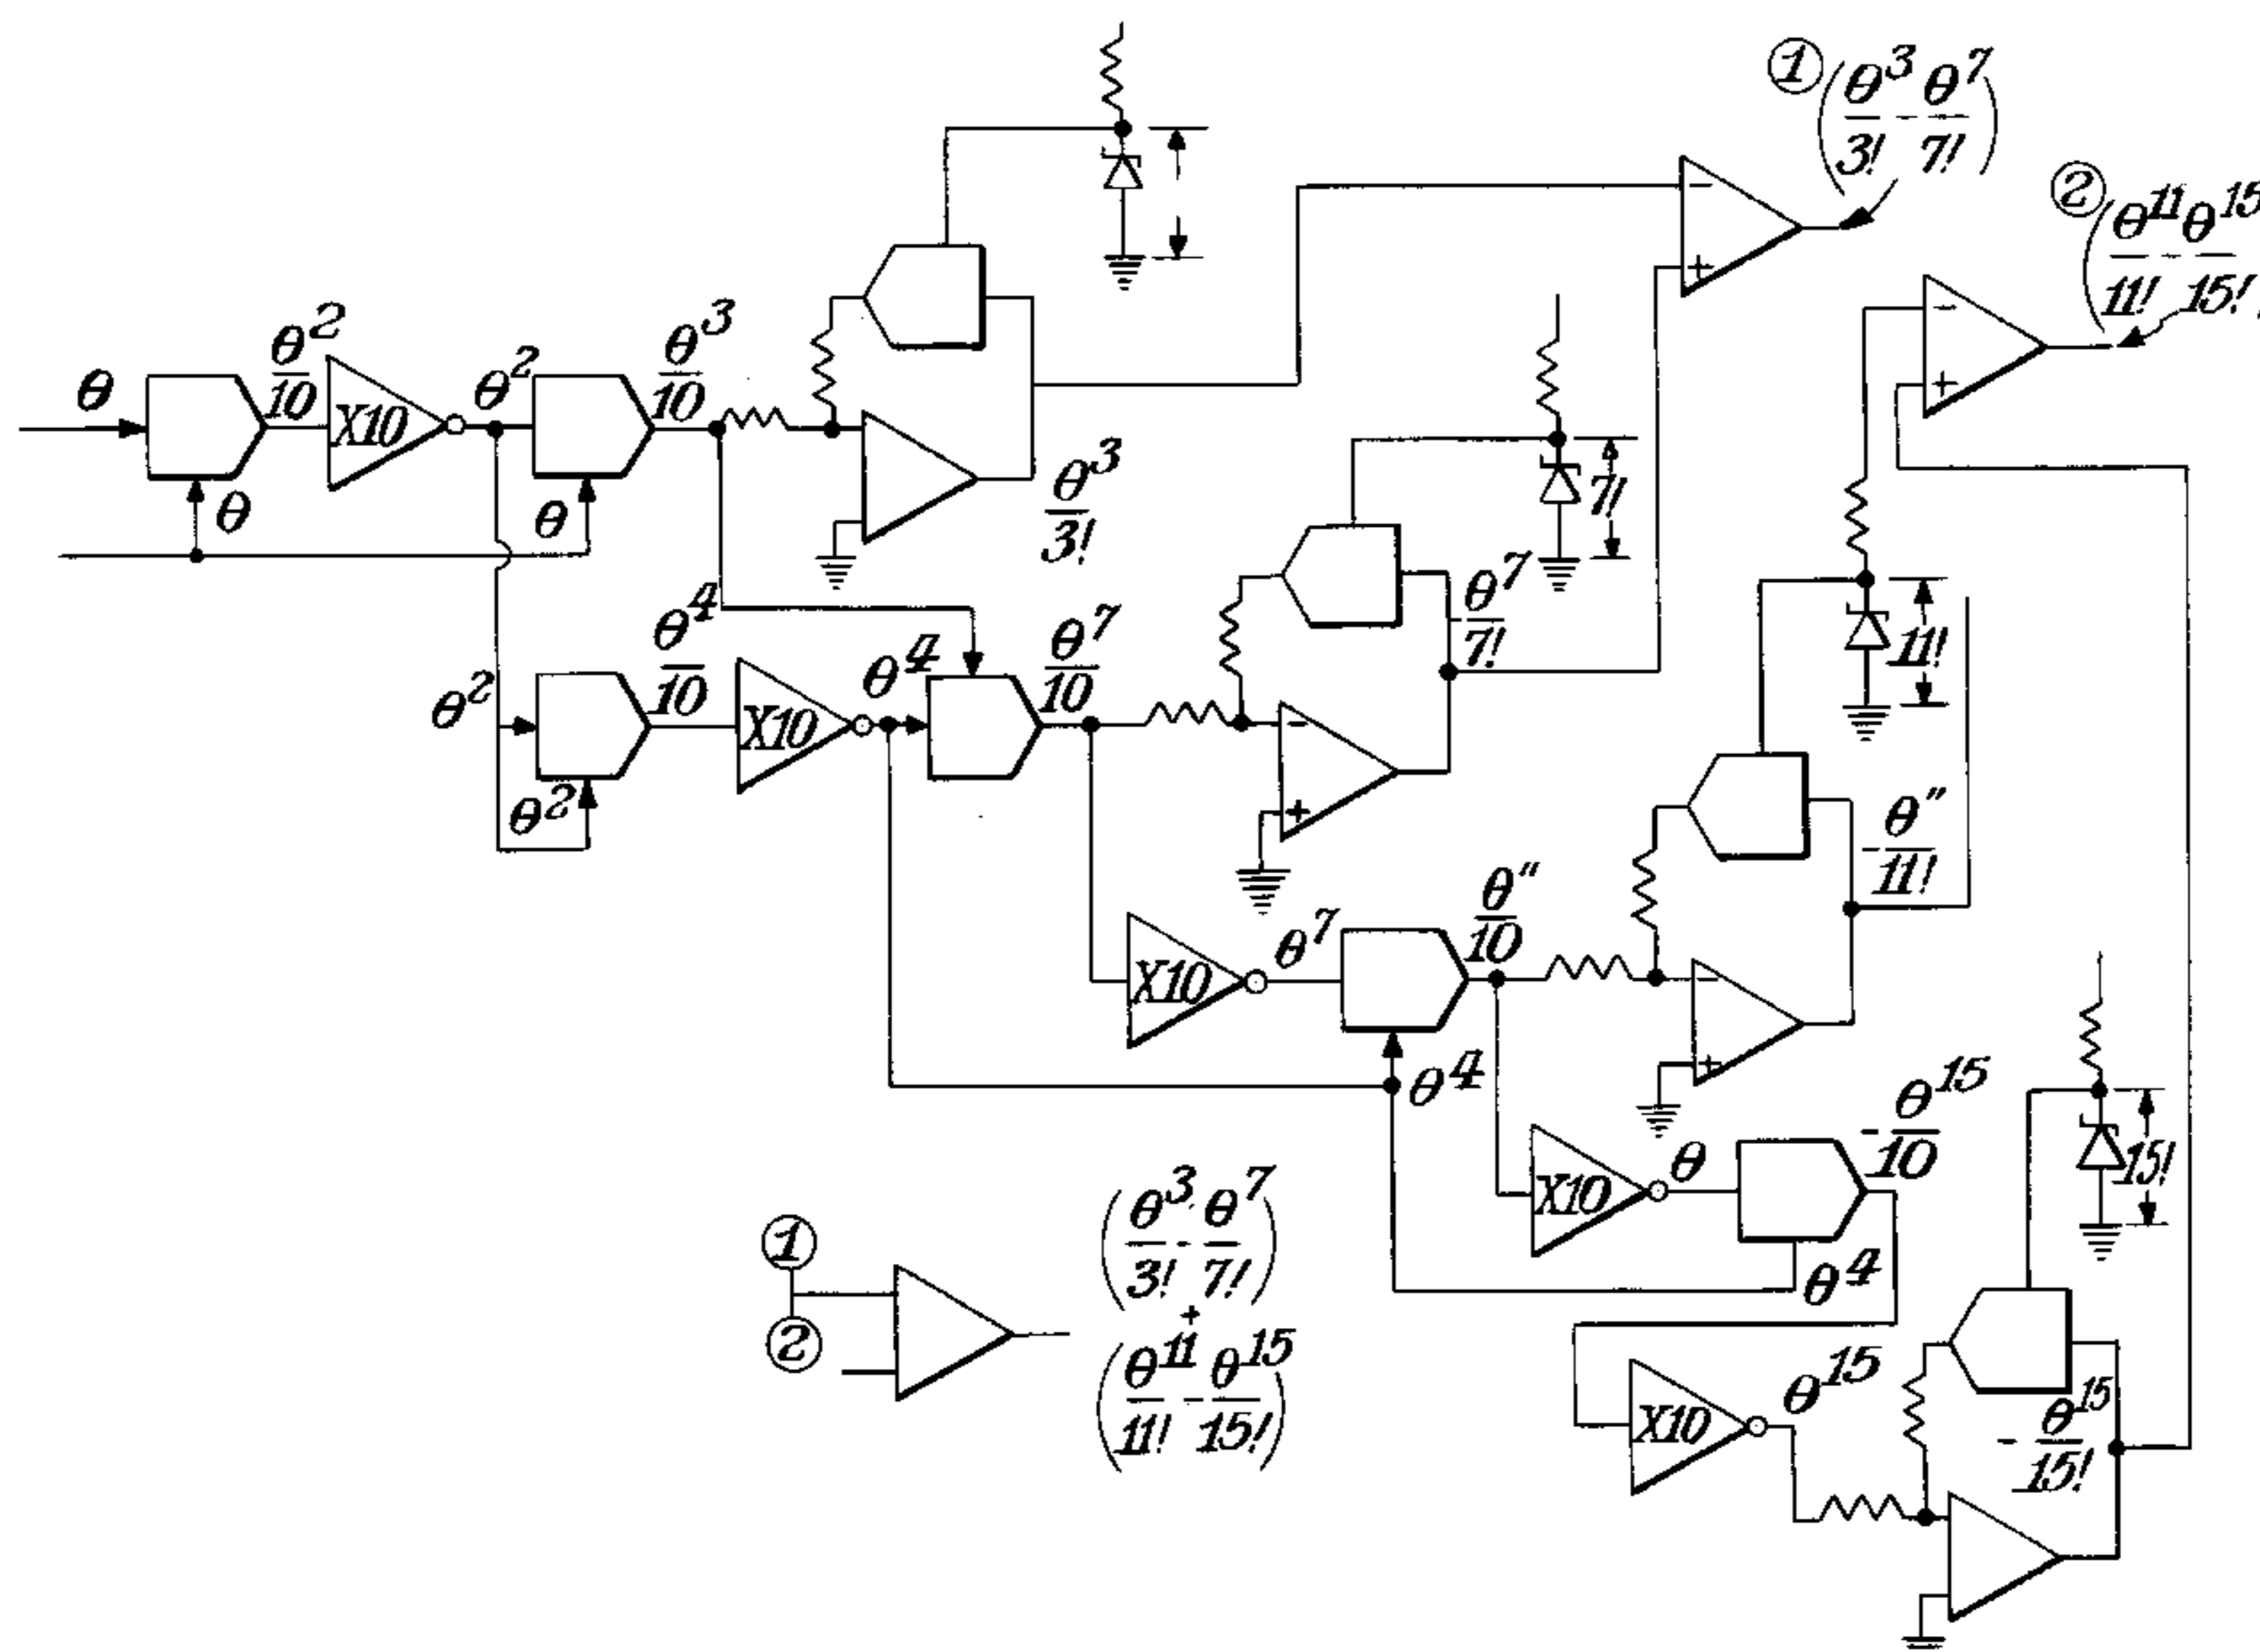 ① (θ³/3! - θ⁷/7!)
② (θ¹¹/11! - θ¹⁵/15!
θ
θ²/10
X10
θ²
θ³/10
θ
θ
θ³/3!
7!
-θ⁷/7!
11!
θ²
θ⁴/10
X10
θ⁴
θ⁷/10
θ²
-
+
-
+
-
+
X10
θ⁷
θ"/10
-θ"/11!
-
+
θ⁴
X10
θ
-θ¹⁵/10
15!
θ⁴
①
②
(θ³/3! - θ⁷/7!)
+
(θ¹¹/11! - θ¹⁵/15!)
X10
θ¹⁵
-θ¹⁵/15!